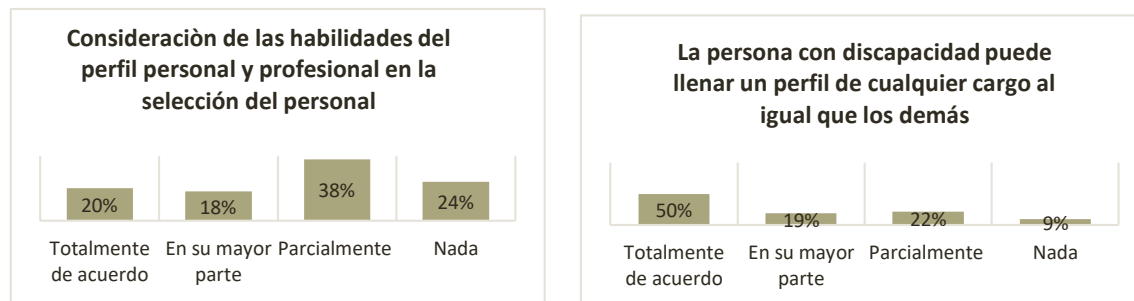 Consideraciòn de las habilidades del
perfil personal y profesional en la
selección del personal
20%
18%
38%
24%
Totalmente
de acuerdo
En su mayor
parte
Parcialmente
Nada
La persona con discapacidad puede
llenar un perfil de cualquier cargo al
igual que los demás
50%
19%
22%
9%
Totalmente
de acuerdo
En su mayor
parte
Parcialmente
Nada